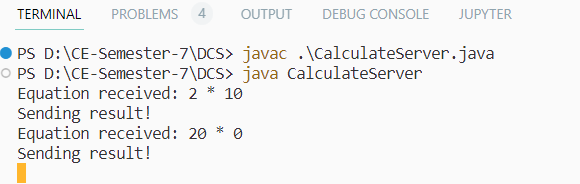 TERMINAL PROBLEMS 4 OUTPUT DEBUG CONSOLE JUPYTER
PS D:\CE-Semester-7\DCS> javac .\CalculateServer.java
PS D:\CE-Semester-7\DCS> java CalculateServer
Equation received: 2 * 10
Sending result!
Equation received: 20 * 0
Sending result!